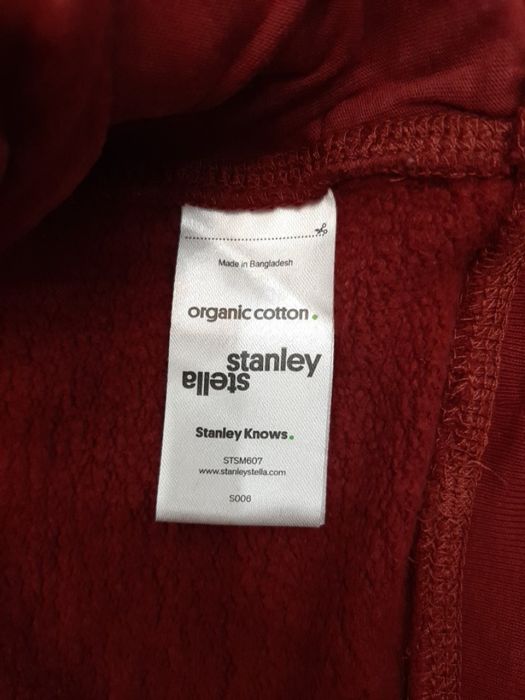 Made in Bangladesh
organic cotton.
stanley
stella
Stanley Knows.
STSM607
www.stanleystella.com
S006